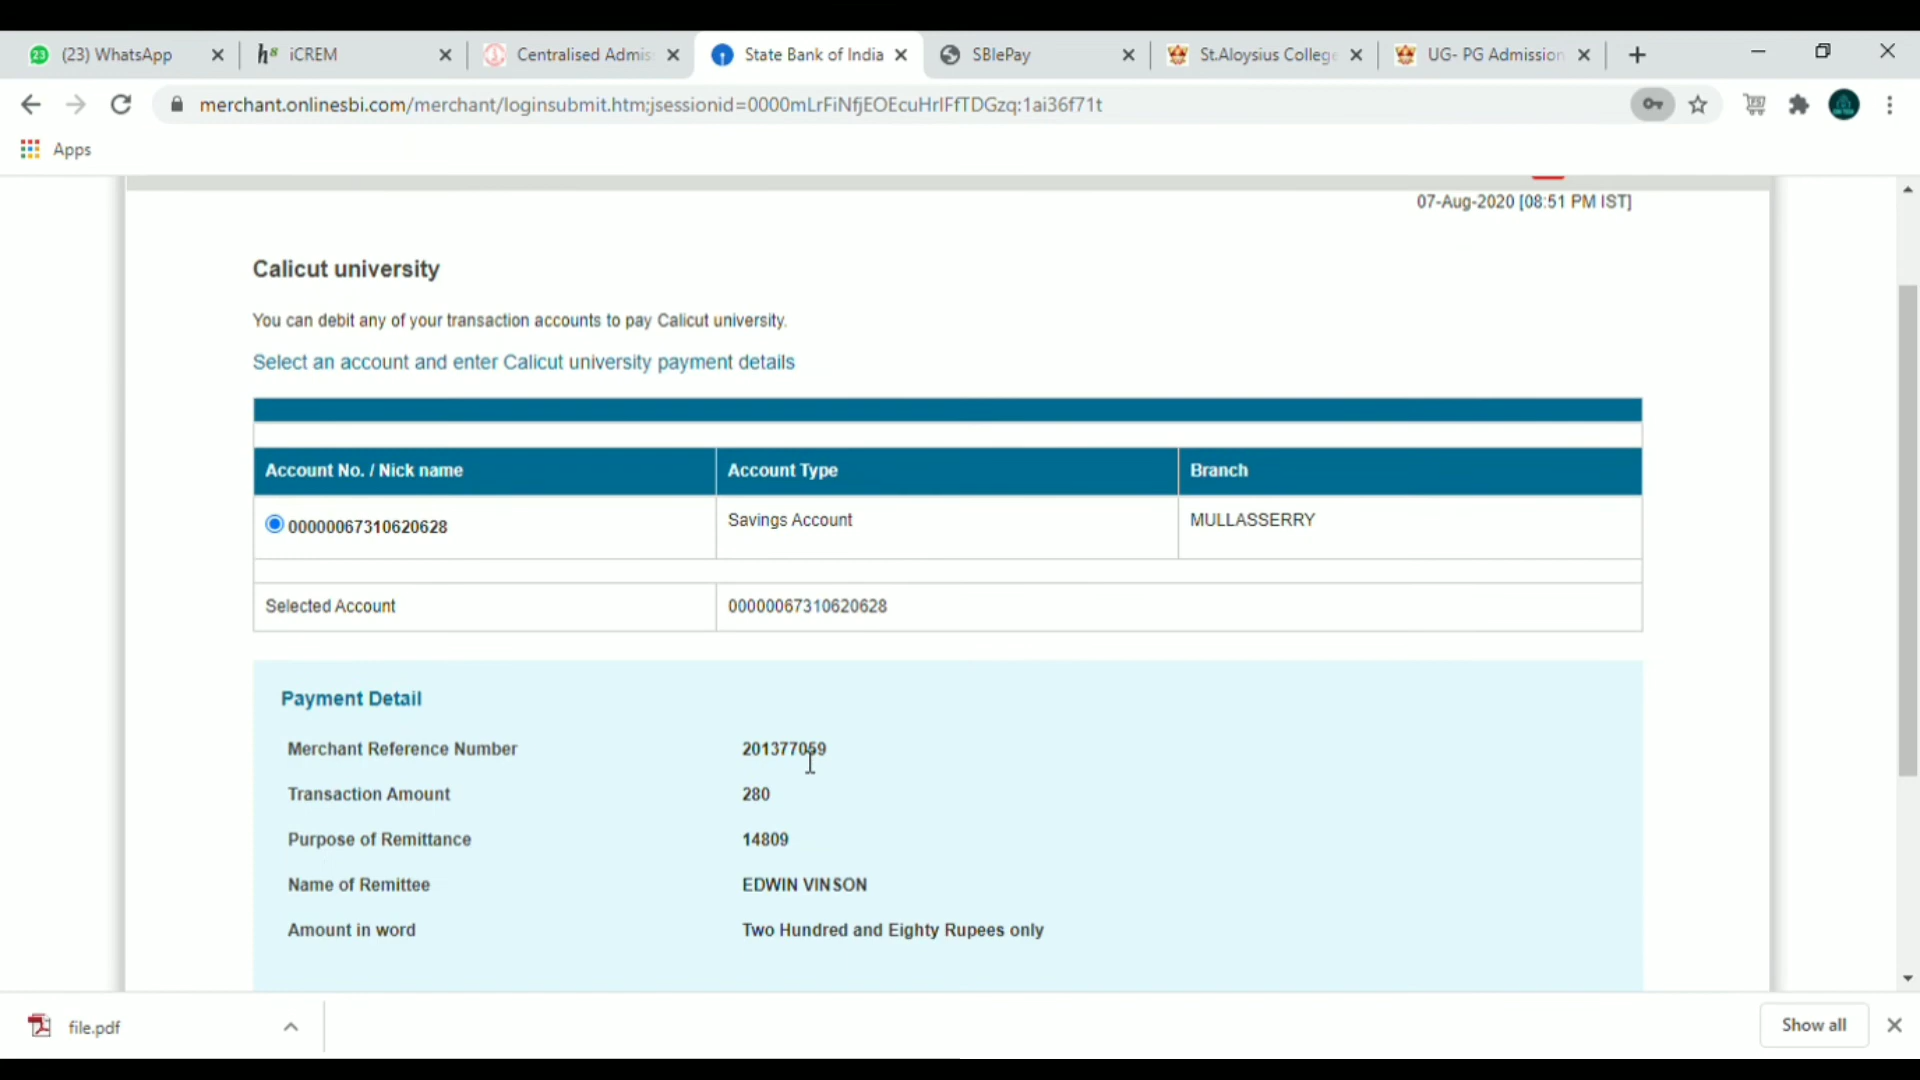 (23) WhatsApp
iCREM
Centralised Admis
State Bank of India
SBIePay
St.Aloysius College
UG- PG Admission
merchant.onlinesbi.com/merchant/loginsubmit.htm;jsessionid=0000mLrFiNfjEOEcuHrIFfTDGzq:1ai36f71t
Apps
07-Aug-2020 [08:51 PM IST]
Calicut university
You can debit any of your transaction accounts to pay Calicut university.
Select an account and enter Calicut university payment details
Account No. / Nick name Account Type Branch
00000067310620628 Savings Account MULLASSERRY
Selected Account 00000067310620628
Payment Detail
Merchant Reference Number 201377059
Transaction Amount 280
Purpose of Remittance 14809
Name of Remittee EDWIN VINSON
Amount in word Two Hundred and Eighty Rupees only
file.pdf
Show all